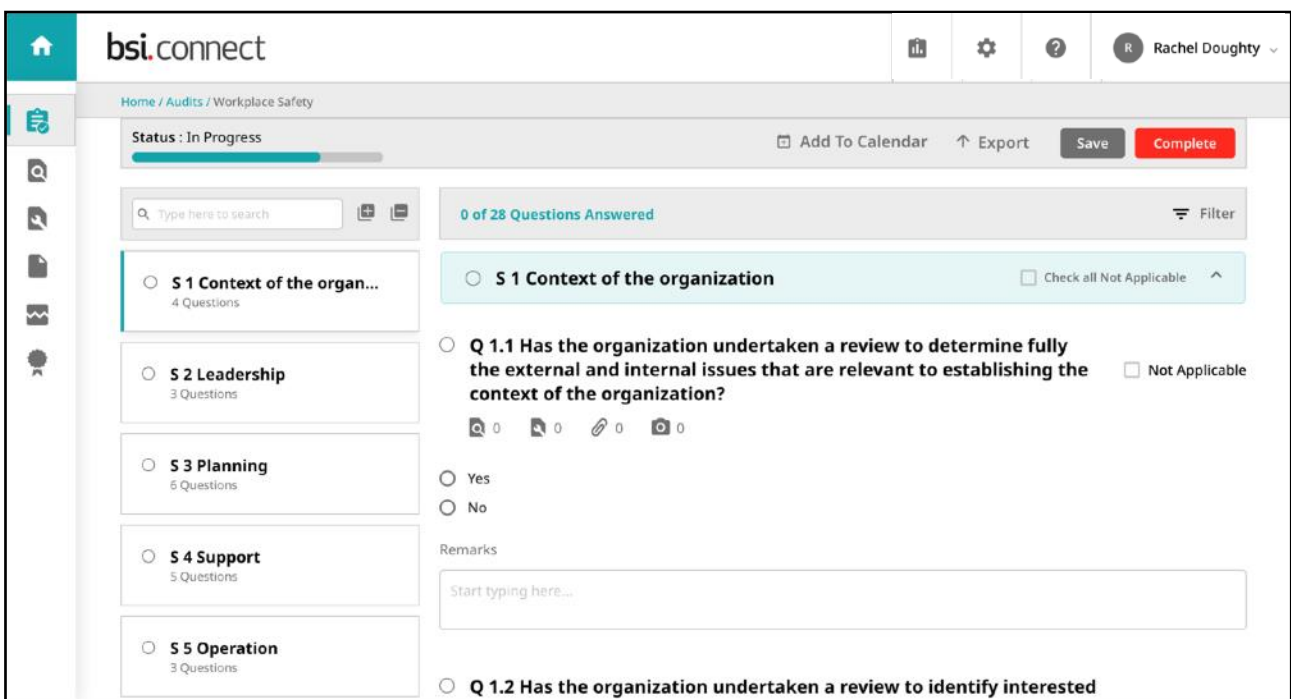 bsi.connect
R Rachel Doughty
Home / Audits / Workplace Safety
Status : In Progress
Add To Calendar
Export
Save
Complete
Type here to search
0 of 28 Questions Answered
Filter
S 1 Context of the organ...
4 Questions
S 2 Leadership
3 Questions
S 3 Planning
6 Questions
S 4 Support
5 Questions
S 5 Operation
3 Questions
S 1 Context of the organization
Check all Not Applicable
Q 1.1 Has the organization undertaken a review to determine fully
the external and internal issues that are relevant to establishing the
context of the organization?
Not Applicable
0 0 0 0
Yes
No
Remarks
Start typing here...
Q 1.2 Has the organization undertaken a review to identify interested